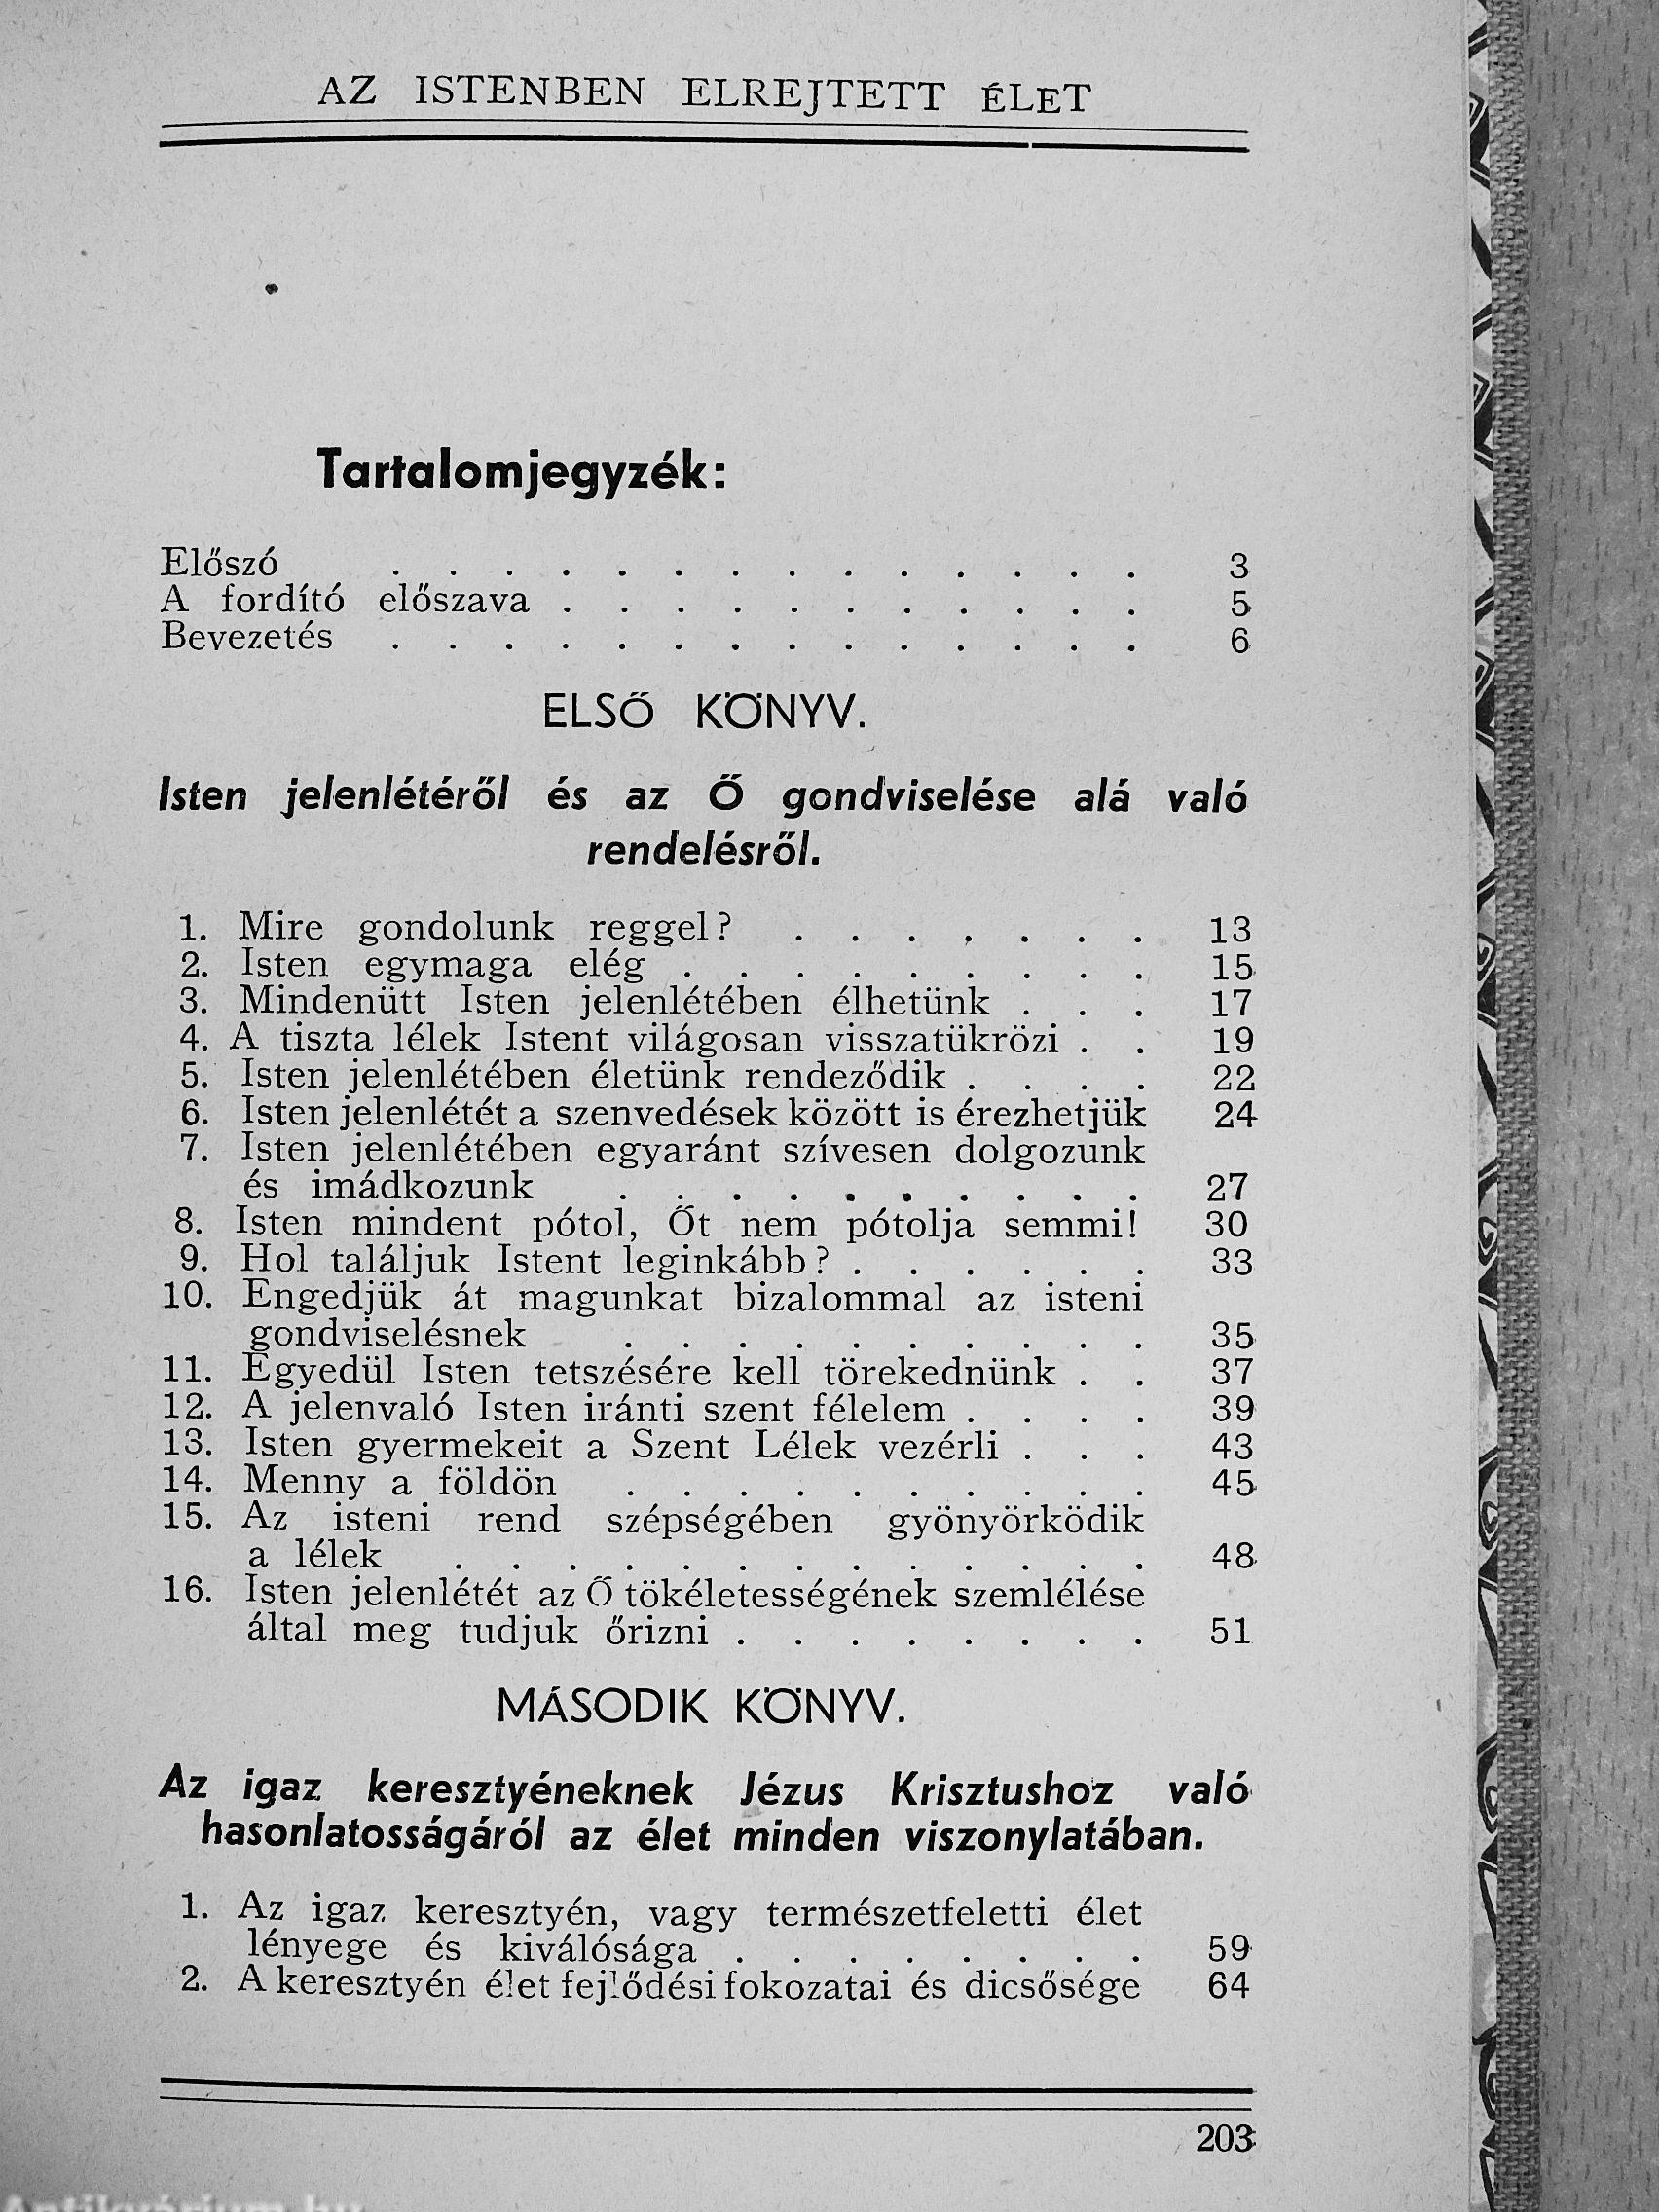 AZ ISTENBEN ELREJTETT ÉLET
Tartalomjegyzék:
Előszó . . . . . . . . . . . . . . 3
A fordító előszava . . . . . . . . . . . 5
Bevezetés . . . . . . . . . . . . . . 6
ELSŐ KÖNYV.
Isten jelenlétéről és az Ő gondviselése alá való
rendelésről.
1. Mire gondolunk reggel? . . . . . . . 13
2. Isten egymaga elég . . . . . . . . . 15
3. Mindenütt Isten jelenlétében élhetünk . . . 17
4. A tiszta lélek Istent világosan visszatükrözi . . 19
5. Isten jelenlétében életünk rendeződik . . . . 22
6. Isten jelenlétét a szenvedések között is érezhetjük 24
7. Isten jelenlétében egyaránt szívesen dolgozunk
és imádkozunk . . . . . . . . . . 27
8. Isten mindent pótol, Őt nem pótolja semmi! 30
9. Hol találjuk Istent leginkább? . . . . . . 33
10. Engedjük át magunkat bizalommal az isteni
gondviselésnek . . . . . . . . . . 35
11. Egyedül Isten tetszésére kell törekednünk . . 37
12. A jelenvaló Isten iránti szent félelem . . . . 39
13. Isten gyermekeit a Szent Lélek vezérli . . . 43
14. Menny a földön . . . . . . . . . . 45
15. Az isteni rend szépségében gyönyörködik
a lélek . . . . . . . . . . . . . 48
16. Isten jelenlétét az Ő tökéletességének szemlélése
által meg tudjuk őrizni . . . . . . . . 51
MÁSODIK KÖNYV.
Az igaz keresztyéneknek Jézus Krisztushoz való
hasonlatosságáról az élet minden viszonylatában.
1. Az igaz keresztyén, vagy természetfeletti élet
lényege és kiválósága . . . . . . . . 59
2. A keresztyén élet fejlődési fokozatai és dicsősége 64
203
Antikvárium.hu